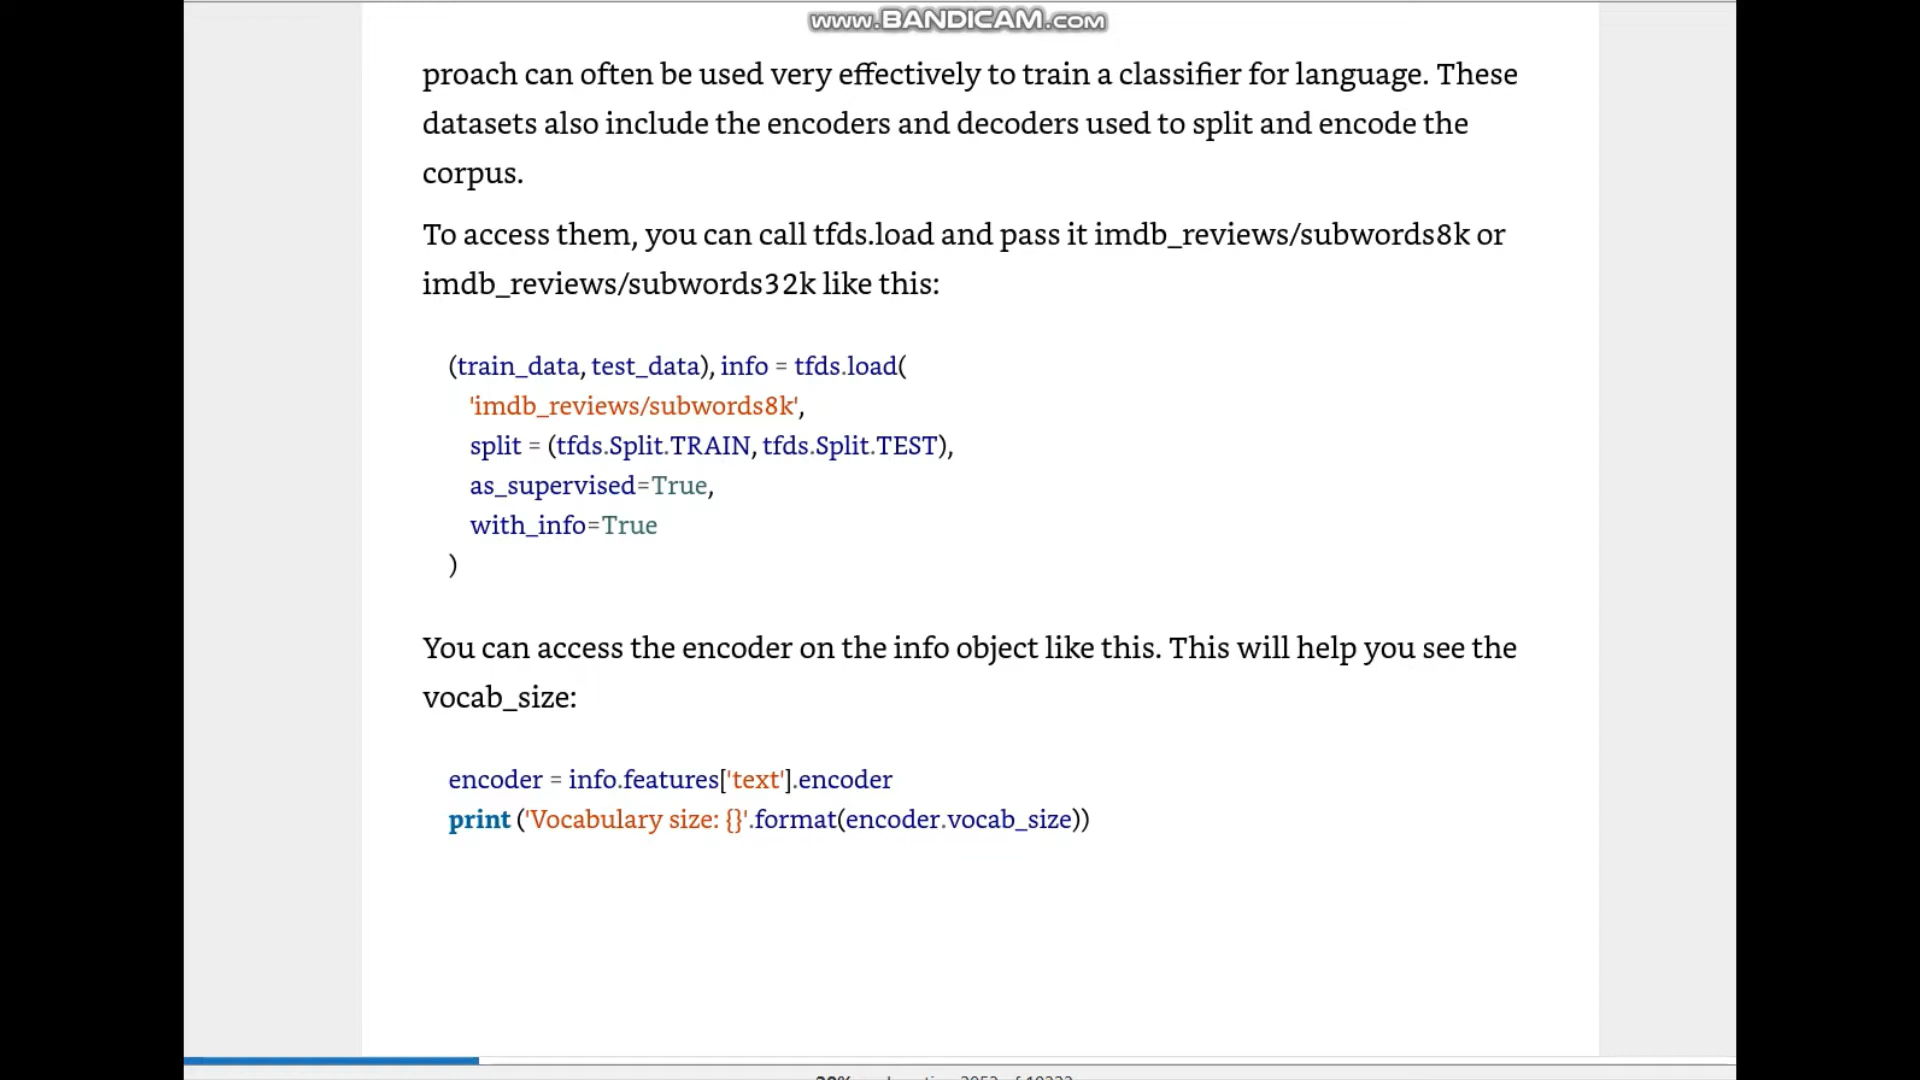 www.BANDICAM.com
proach can often be used very effectively to train a classifier for language. These
datasets also include the encoders and decoders used to split and encode the
corpus.
To access them, you can call tfds.load and pass it imdb_reviews/subwords8k or
imdb_reviews/subwords32k like this:
(train_data, test_data), info = tfds.load(
'imdb_reviews/subwords8k',
split = (tfds.Split.TRAIN, tfds.Split.TEST),
as_supervised=True,
with_info=True
)
You can access the encoder on the info object like this. This will help you see the
vocab_size:
encoder = info.features['text'].encoder
print ('Vocabulary size: {}'.format(encoder.vocab_size))